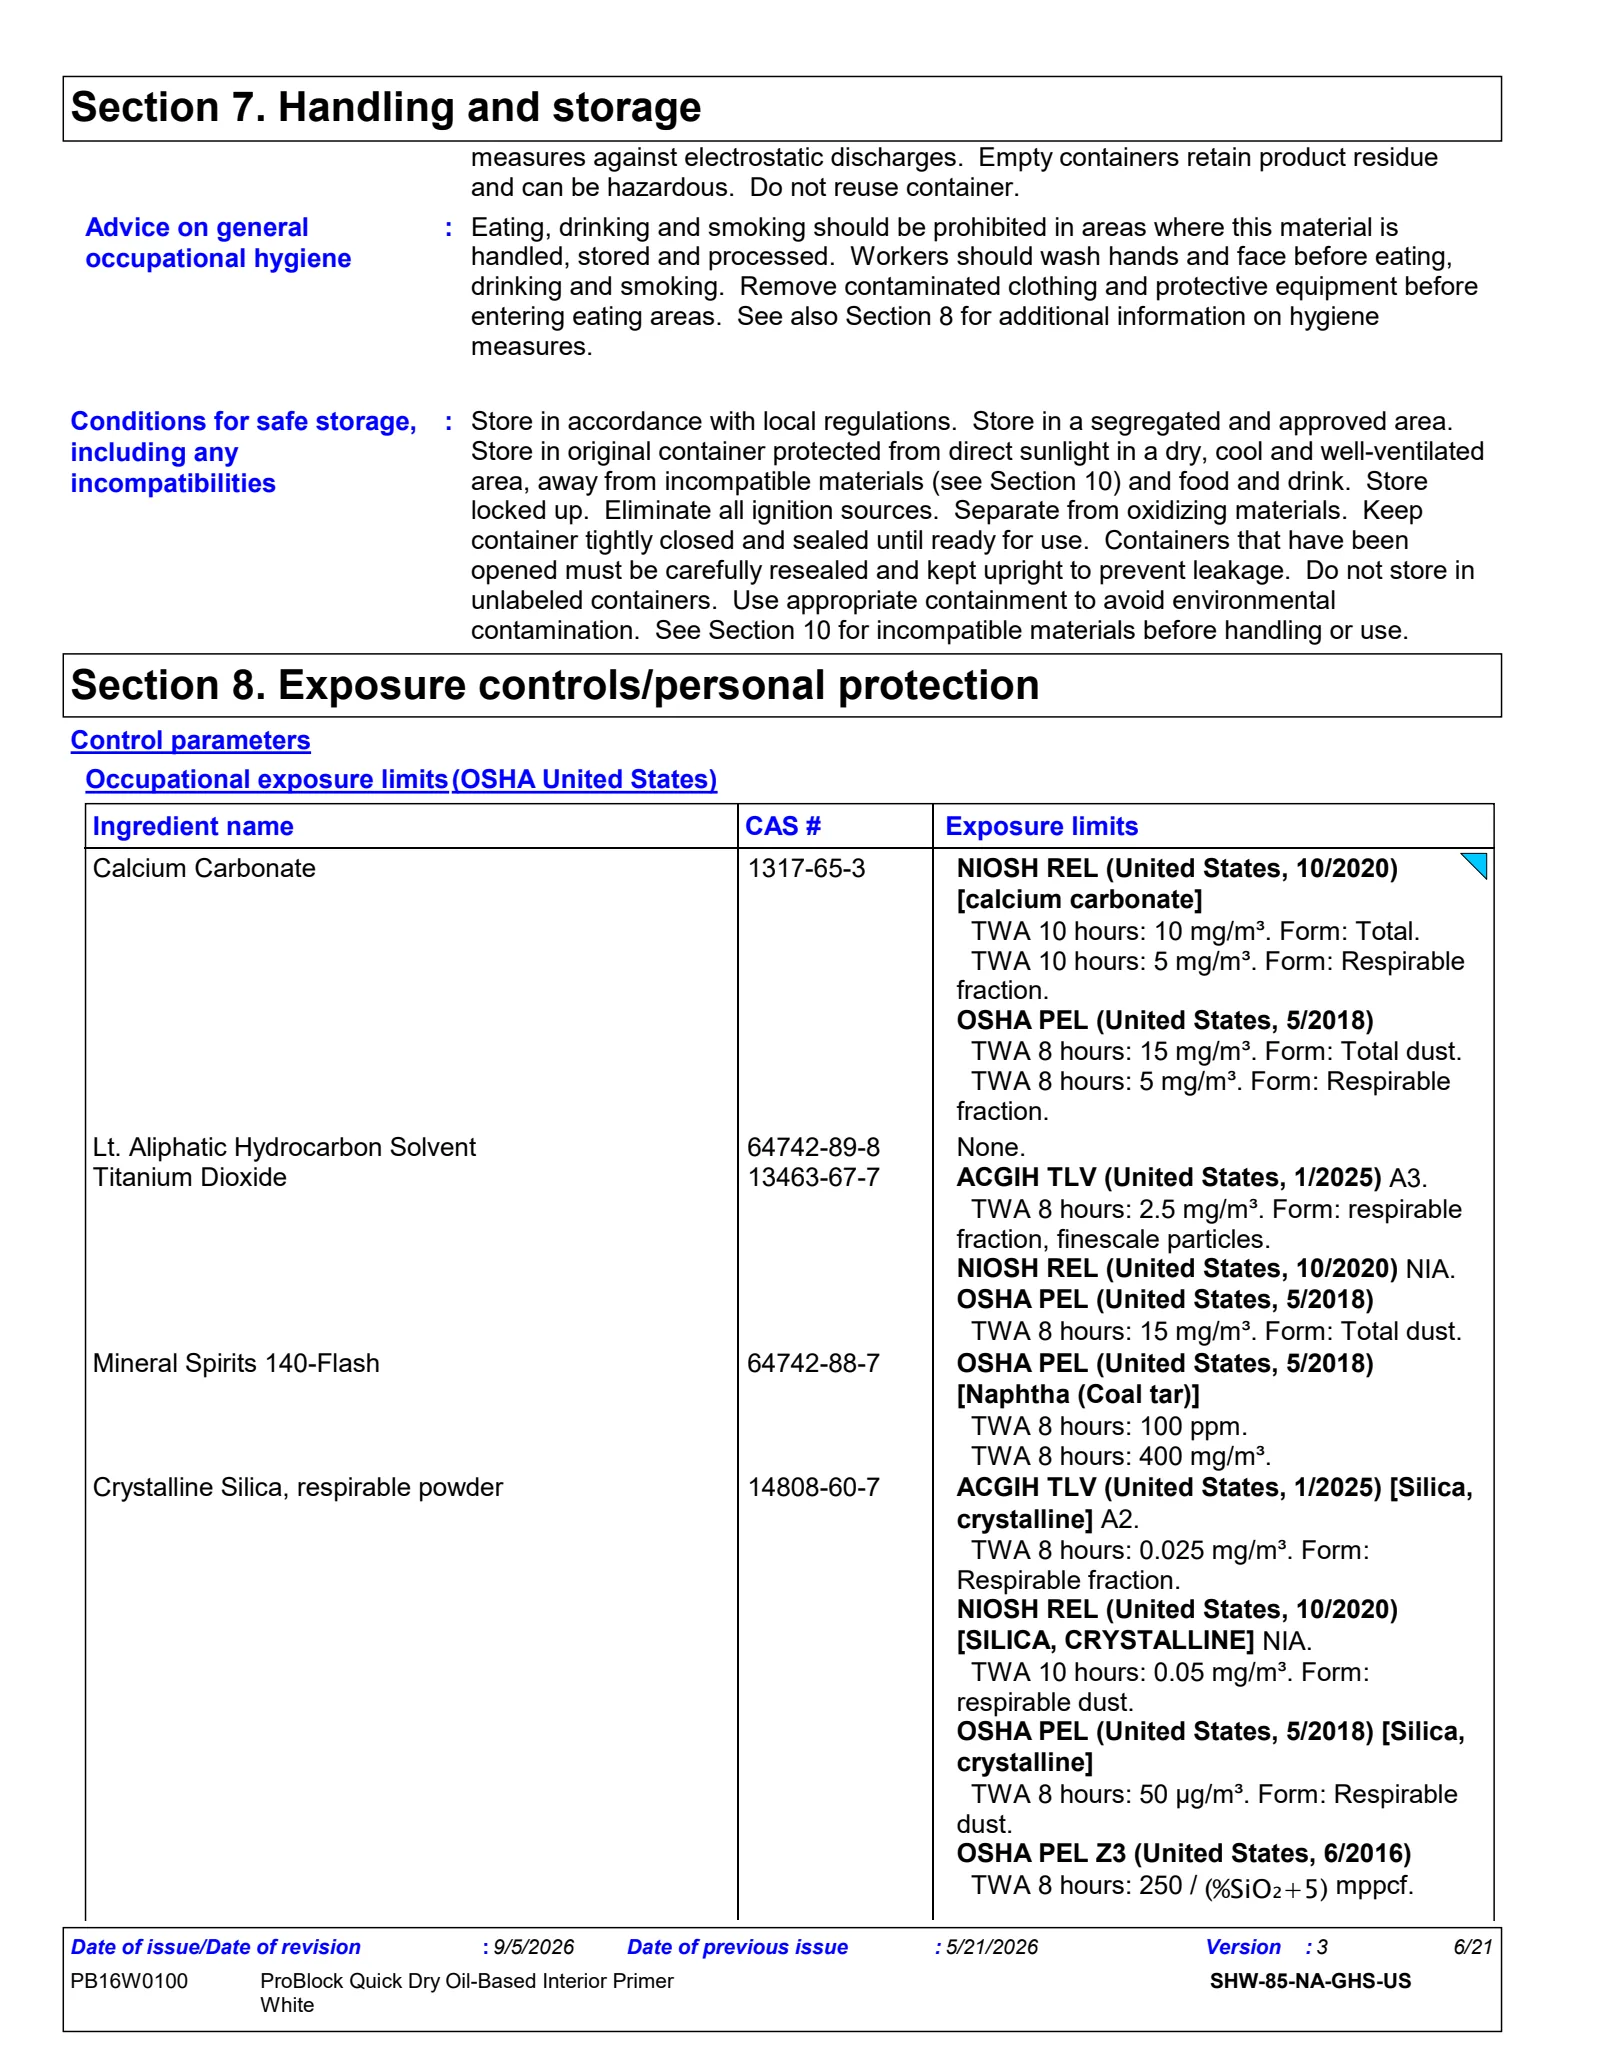 Section 7. Handling and storage
measures against electrostatic discharges.  Empty containers retain product residue
and can be hazardous.  Do not reuse container.
Advice on general : Eating, drinking and smoking should be prohibited in areas where this material is
occupational hygiene handled, stored and processed.  Workers should wash hands and face before eating,
drinking and smoking.  Remove contaminated clothing and protective equipment before
entering eating areas.  See also Section 8 for additional information on hygiene
measures.
Conditions for safe storage, : Store in accordance with local regulations.  Store in a segregated and approved area.
including any Store in original container protected from direct sunlight in a dry, cool and well-ventilated
incompatibilities area, away from incompatible materials (see Section 10) and food and drink.  Store
locked up.  Eliminate all ignition sources.  Separate from oxidizing materials.  Keep
container tightly closed and sealed until ready for use.  Containers that have been
opened must be carefully resealed and kept upright to prevent leakage.  Do not store in
unlabeled containers.  Use appropriate containment to avoid environmental
contamination.  See Section 10 for incompatible materials before handling or use.
Section 8. Exposure controls/personal protection
Control parameters
Occupational exposure limits (OSHA United States)
Ingredient name CAS # Exposure limits
Calcium Carbonate 1317-65-3 NIOSH REL (United States, 10/2020)
[calcium carbonate]
TWA 10 hours: 10 mg/m³. Form: Total.
TWA 10 hours: 5 mg/m³. Form: Respirable
fraction.
OSHA PEL (United States, 5/2018)
TWA 8 hours: 15 mg/m³. Form: Total dust.
TWA 8 hours: 5 mg/m³. Form: Respirable
fraction.
Lt. Aliphatic Hydrocarbon Solvent 64742-89-8 None.
Titanium Dioxide 13463-67-7 ACGIH TLV (United States, 1/2025) A3.
TWA 8 hours: 2.5 mg/m³. Form: respirable
fraction, finescale particles.
NIOSH REL (United States, 10/2020) NIA.
OSHA PEL (United States, 5/2018)
TWA 8 hours: 15 mg/m³. Form: Total dust.
Mineral Spirits 140-Flash 64742-88-7 OSHA PEL (United States, 5/2018)
[Naphtha (Coal tar)]
TWA 8 hours: 100 ppm.
TWA 8 hours: 400 mg/m³.
Crystalline Silica, respirable powder 14808-60-7 ACGIH TLV (United States, 1/2025) [Silica,
crystalline] A2.
TWA 8 hours: 0.025 mg/m³. Form:
Respirable fraction.
NIOSH REL (United States, 10/2020)
[SILICA, CRYSTALLINE] NIA.
TWA 10 hours: 0.05 mg/m³. Form:
respirable dust.
OSHA PEL (United States, 5/2018) [Silica,
crystalline]
TWA 8 hours: 50 µg/m³. Form: Respirable
dust.
OSHA PEL Z3 (United States, 6/2016)
TWA 8 hours: 250 / (%SiO₂+5) mppcf.
Date of issue/Date of revision : 9/5/2026 Date of previous issue : 5/21/2026 Version : 3 6/21
PB16W0100 ProBlock Quick Dry Oil-Based Interior Primer SHW-85-NA-GHS-US
White